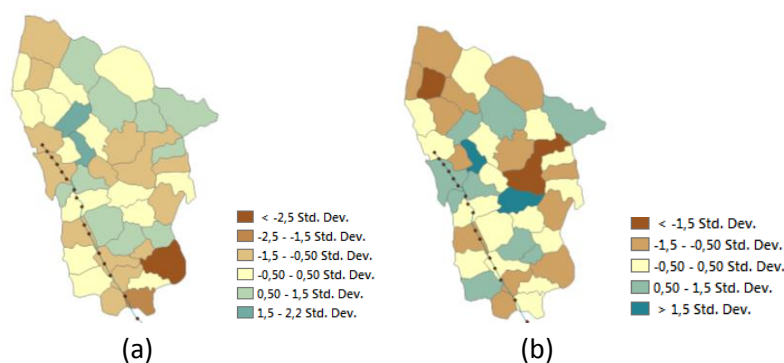 < -2,5 Std. Dev.
-2,5 - -1,5 Std. Dev.
-1,5 - -0,50 Std. Dev.
-0,50 - 0,50 Std. Dev.
0,50 - 1,5 Std. Dev.
1,5 - 2,2 Std. Dev.
(a)
< -1,5 Std. Dev.
-1,5 - -0,50 Std. Dev.
-0,50 - 0,50 Std. Dev.
0,50 - 1,5 Std. Dev.
> 1,5 Std. Dev.
(b)